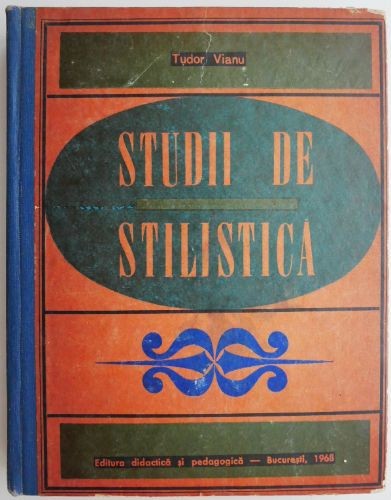 Tudor Vianu
STUDII DE
STILISTICĂ
Editura didactică și pedagogică — București, 1968